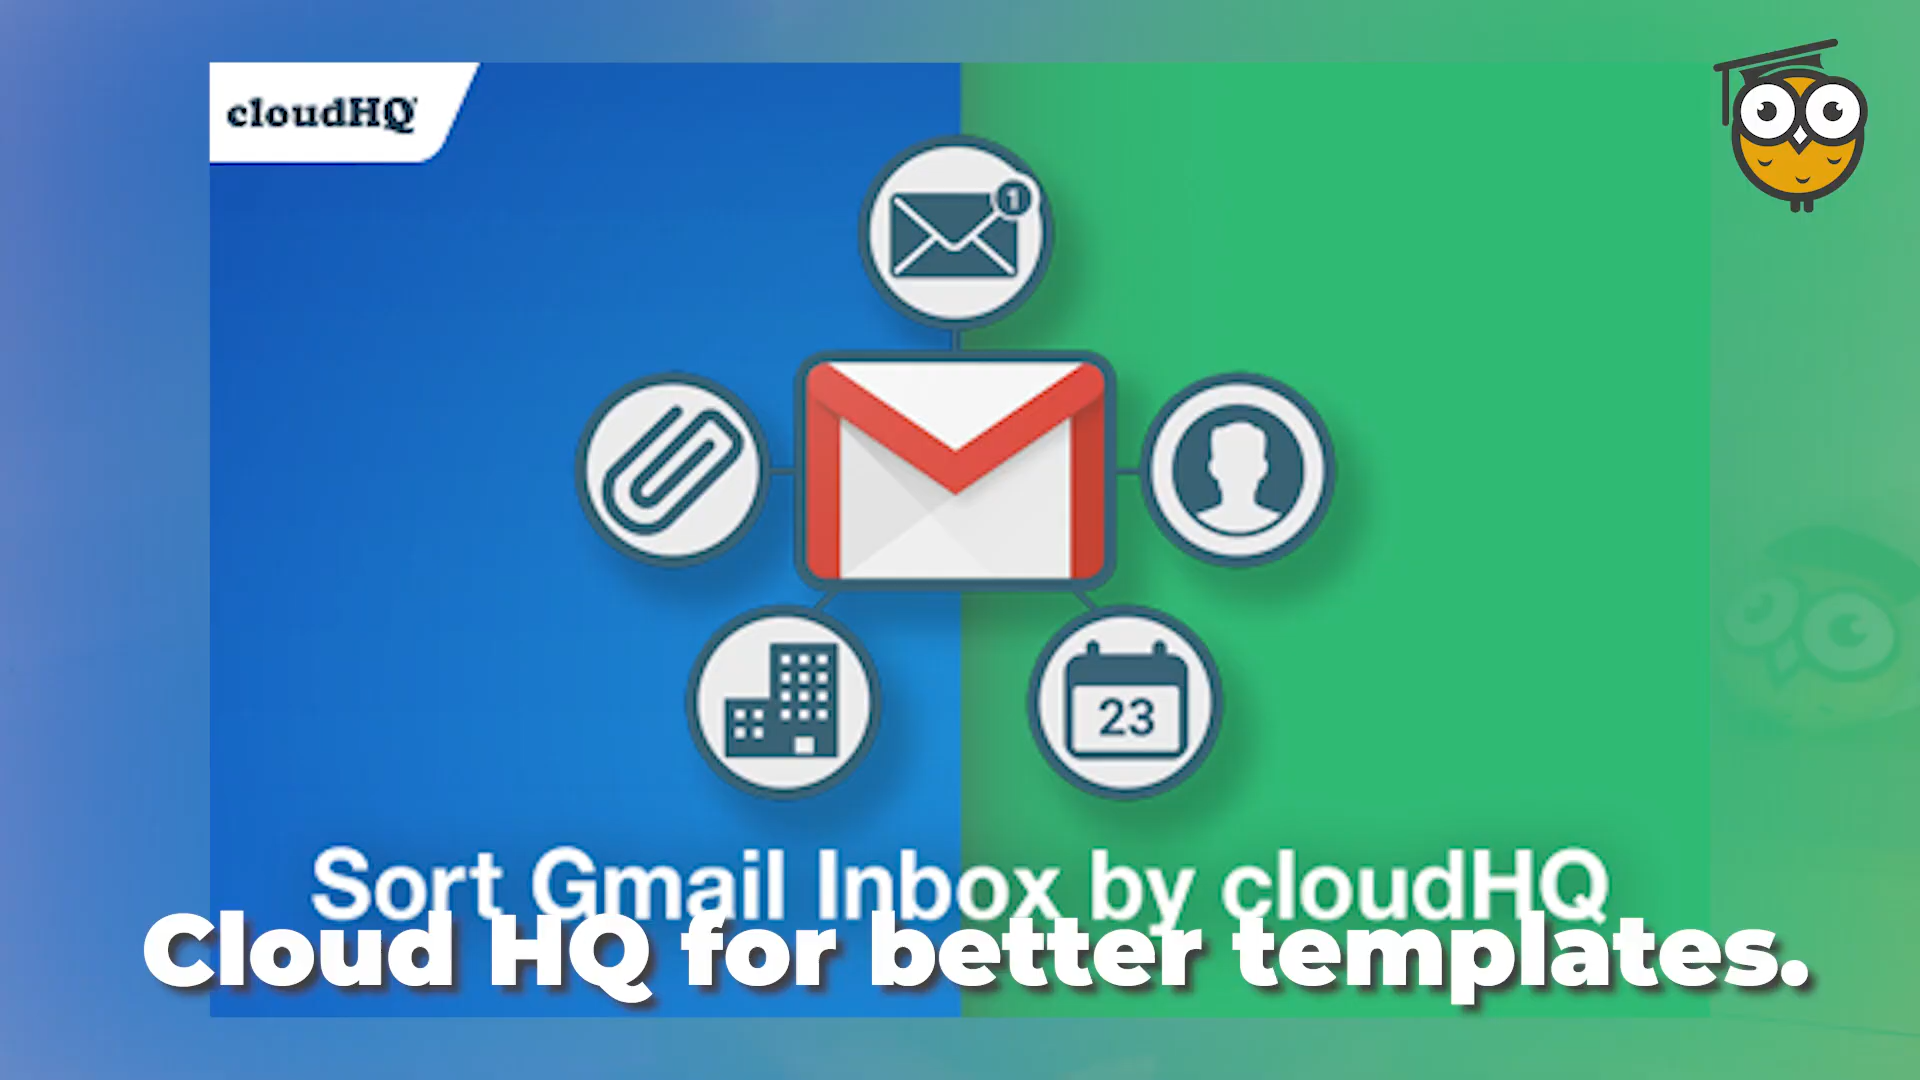 cloudHQ
1
23
Sort Gmail Inbox by cloudHQ
Cloud HQ for better templates.